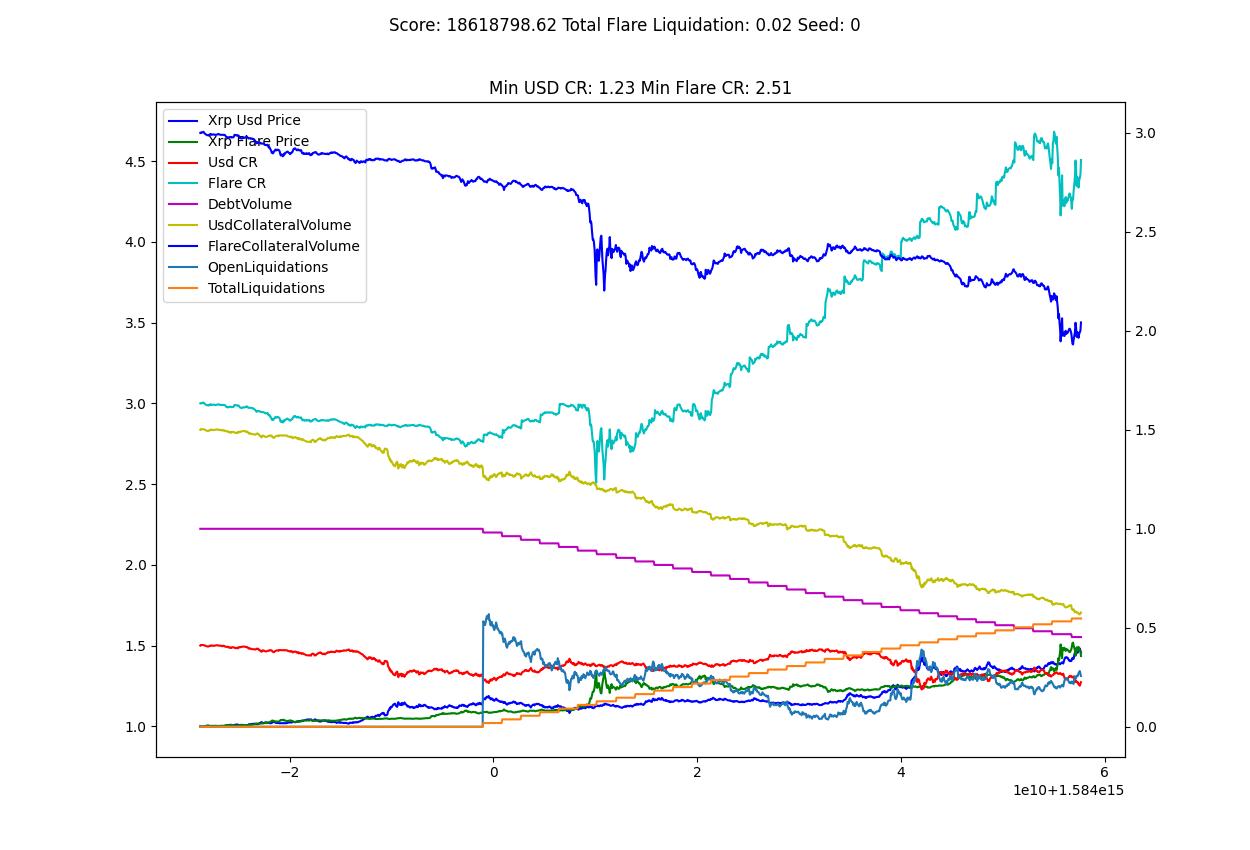 Score: 18618798.62 Total Flare Liquidation: 0.02 Seed: 0
Min USD CR: 1.23 Min Flare CR: 2.51
Xrp Usd Price
Xrp Flare Price
Usd CR
Flare CR
DebtVolume
UsdCollateralVolume
FlareCollateralVolume
OpenLiquidations
TotalLiquidations
4.5
4.0
3.5
3.0
2.5
2.0
1.5
1.0
3.0
2.5
2.0
1.5
1.0
0.5
0.0
−2 0 2 4 6
1e10+1.584e15